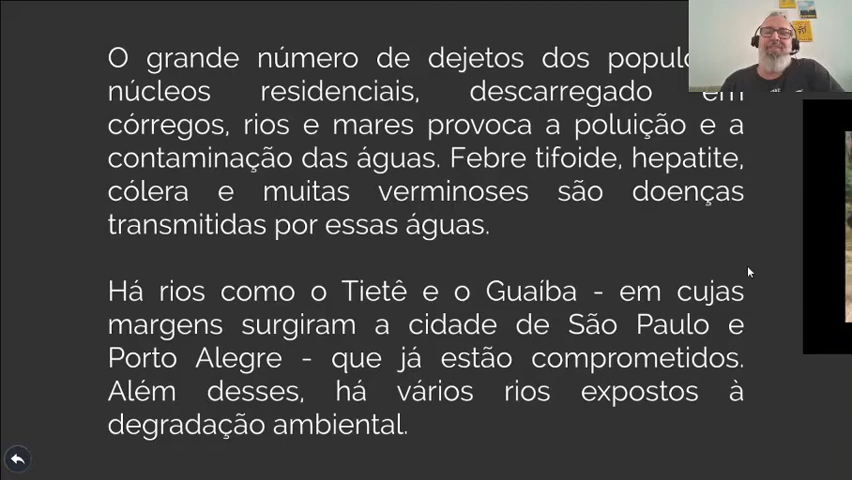 O grande número de dejetos dos
núcleos residenciais, descarregado em
córregos, rios e mares provoca a poluição e a
contaminação das águas. Febre tifoide, hepatite,
cólera e muitas verminoses são doenças
transmitidas por essas águas.
Há rios como o Tietê e o Guaíba - em cujas
margens surgiram a cidade de São Paulo e
Porto Alegre - que já estão comprometidos.
Além desses, há vários rios expostos à
degradação ambiental.